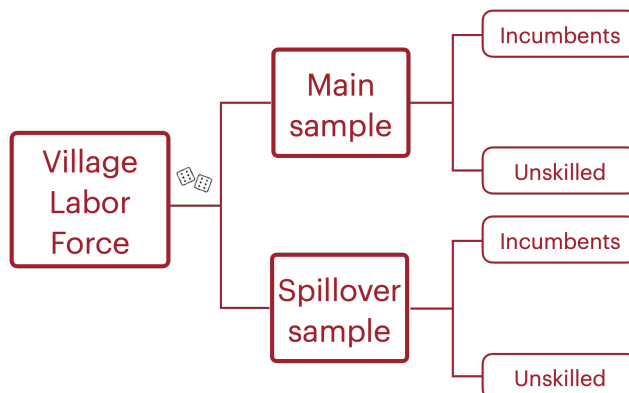 Village
Labor
Force
Main
sample
Incumbents
Unskilled
Spillover
sample
Incumbents
Unskilled